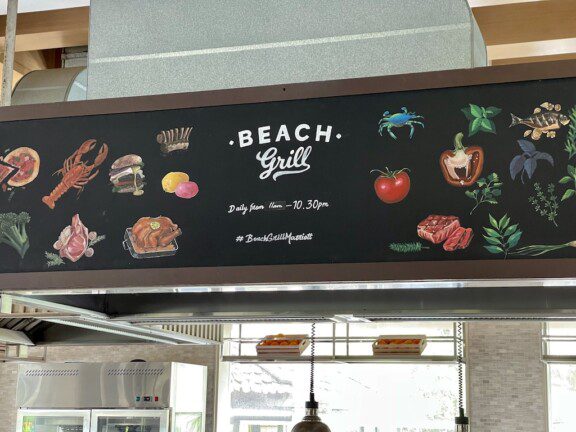 ·BEACH·
Grill
Daily from 11am - 10.30pm
#BeachGrillMarriott